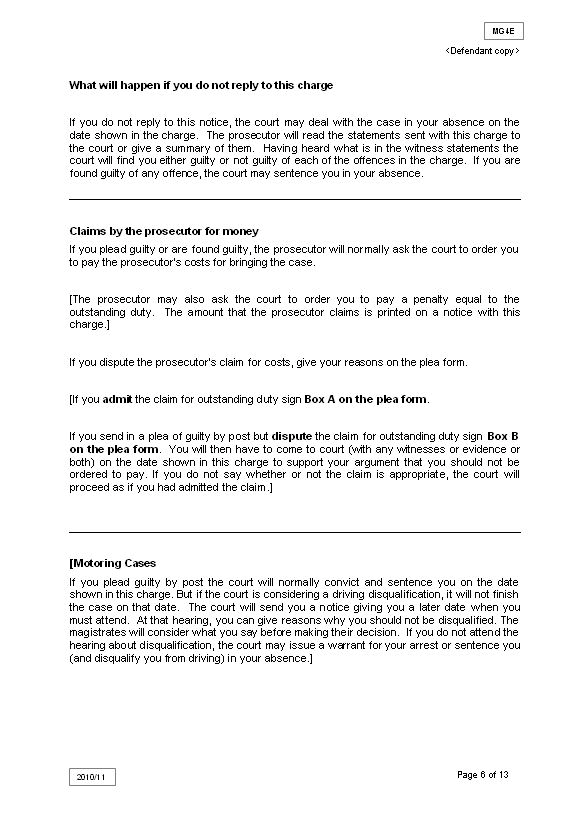 MG4E
<Defendant copy>
What will happen if you do not reply to this charge
If you do not reply to this notice, the court may deal with the case in your absence on the
date shown in the charge. The prosecutor will read the statements sent with this charge to
the court or give a summary of them. Having heard what is in the witness statements the
court will find you either guilty or not guilty of each of the offences in the charge. If you are
found guilty of any offence, the court may sentence you in your absence.
Claims by the prosecutor for money
If you plead guilty or are found guilty, the prosecutor will normally ask the court to order you
to pay the prosecutor's costs for bringing the case.
[The prosecutor may also ask the court to order you to pay a penalty equal to the
outstanding duty. The amount that the prosecutor claims is printed on a notice with this
charge.]
If you dispute the prosecutor's claim for costs, give your reasons on the plea form.
[If you admit the claim for outstanding duty sign Box A on the plea form.
If you send in a plea of guilty by post but dispute the claim for outstanding duty sign Box B
on the plea form. You will then have to come to court (with any witnesses or evidence or
both) on the date shown in this charge to support your argument that you should not be
ordered to pay. If you do not say whether or not the claim is appropriate, the court will
proceed as if you had admitted the claim.]
[Motoring Cases
If you plead guilty by post the court will normally convict and sentence you on the date
shown in this charge. But if the court is considering a driving disqualification, it will not finish
the case on that date. The court will send you a notice giving you a later date when you
must attend. At that hearing, you can give reasons why you should not be disqualified. The
magistrates will consider what you say before making their decision. If you do not attend the
hearing about disqualification, the court may issue a warrant for your arrest or sentence you
(and disqualify you from driving) in your absence.]
2010/11
Page 6 of 13